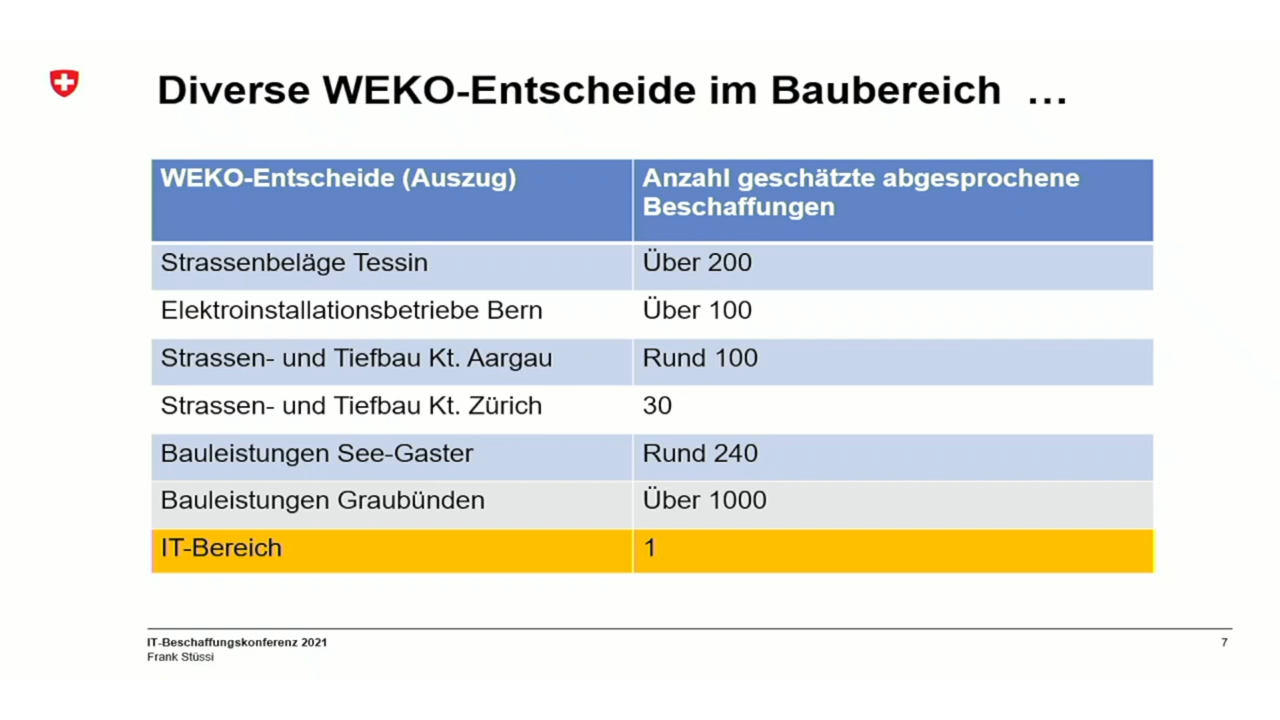 Diverse WEKO-Entscheide im Baubereich ...
WEKO-Entscheide (Auszug)
Anzahl geschätzte abgesprochene
Beschaffungen
Strassenbeläge Tessin
Über 200
Elektroinstallationsbetriebe Bern
Über 100
Strassen- und Tiefbau Kt. Aargau
Rund 100
Strassen- und Tiefbau Kt. Zürich
30
Bauleistungen See-Gaster
Rund 240
Bauleistungen Graubünden
Über 1000
IT-Bereich
1
IT-Beschaffungskonferenz 2021
Frank Stüssi
7